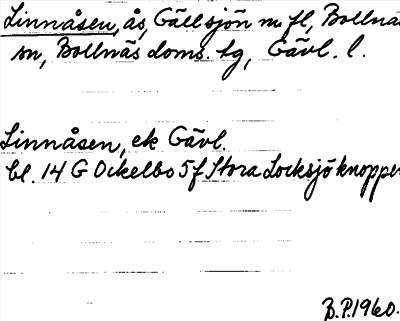 Linnåsen, ås, Gällsjön m fl, Bollnäs
sn, Bollnäs doms. tg, Gävl. l.
Linnåsen, ek Gävl.
bl. 14 G Ockelbo 5 f Stora Locksjöknoppen
B.P. 1960.